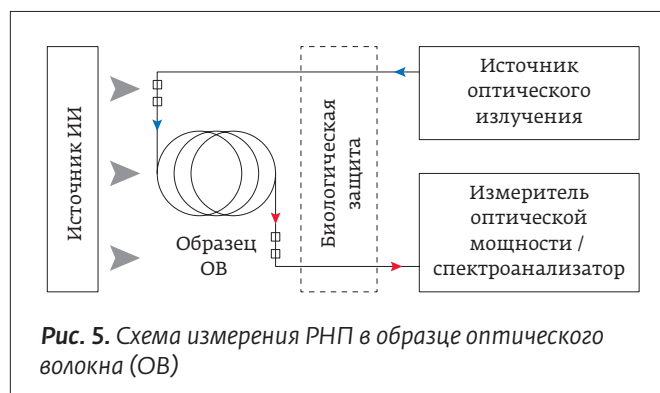 Источник ИИ
Образец
ОВ
Биологическая
защита
Источник
оптического
излучения
Измеритель
оптической
мощности /
спектроанализатор
Рис. 5. Схема измерения РНП в образце оптического
волокна (ОВ)